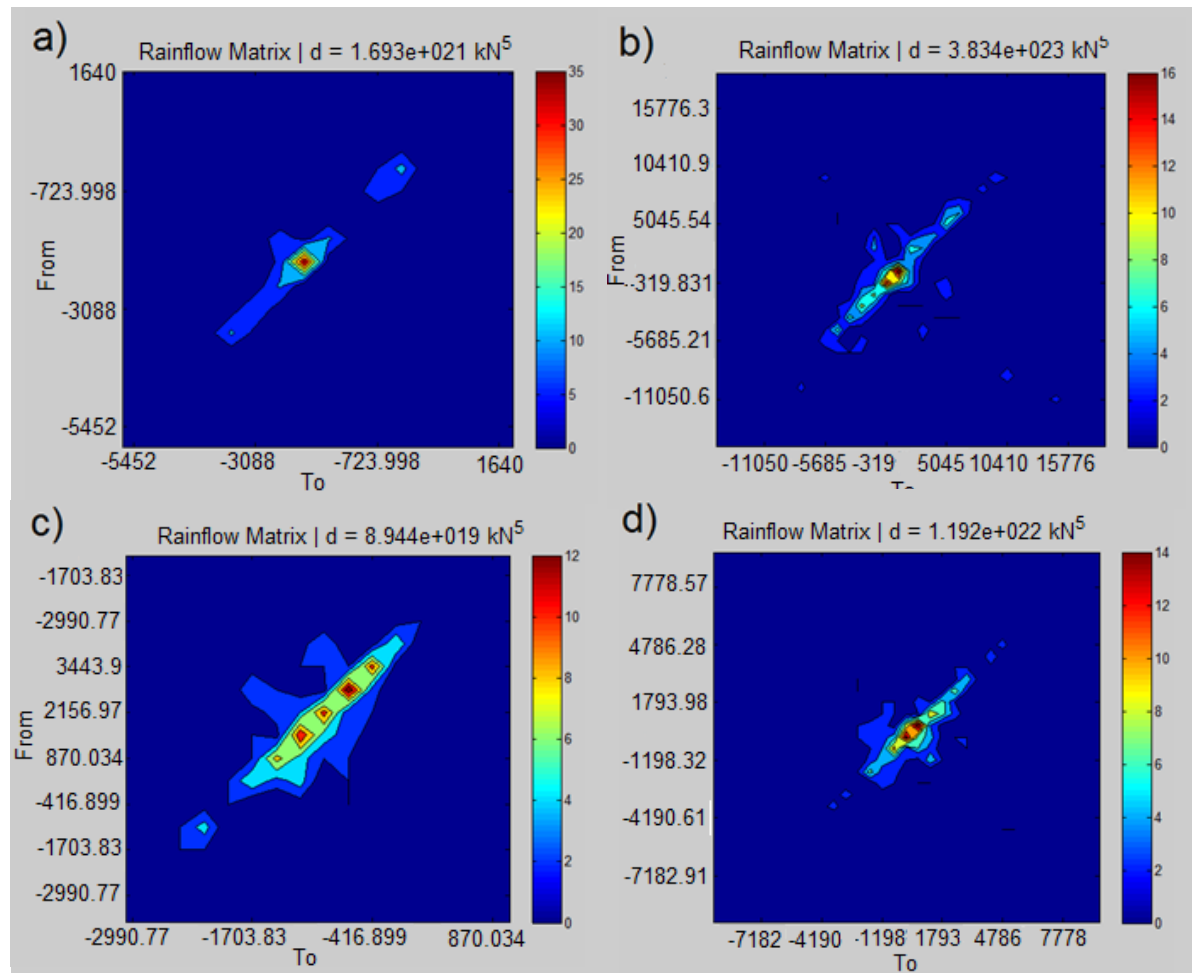 a)
Rainflow Matrix | d = 1.693e+021 kN⁵
1640
-723.998
-3088
-5452
From
-5452 -3088 -723.998 1640
To
35
30
25
20
15
10
5
0
b)
Rainflow Matrix | d = 3.834e+023 kN⁵
15776.3
10410.9
5045.54
-319.831
-5685.21
-11050.6
From
-11050 -5685 -319 5045 10410 15776
To
16
14
12
10
8
6
4
2
0
c)
Rainflow Matrix | d = 8.944e+019 kN⁵
-1703.83
-2990.77
3443.9
2156.97
870.034
-416.899
-1703.83
-2990.77
From
-2990.77 -1703.83 -416.899 870.034
To
12
10
8
6
4
2
0
d)
Rainflow Matrix | d = 1.192e+022 kN⁵
7778.57
4786.28
1793.98
-1198.32
-4190.61
-7182.91
From
-7182 -4190 -1198 1793 4786 7778
To
14
12
10
8
6
4
2
0